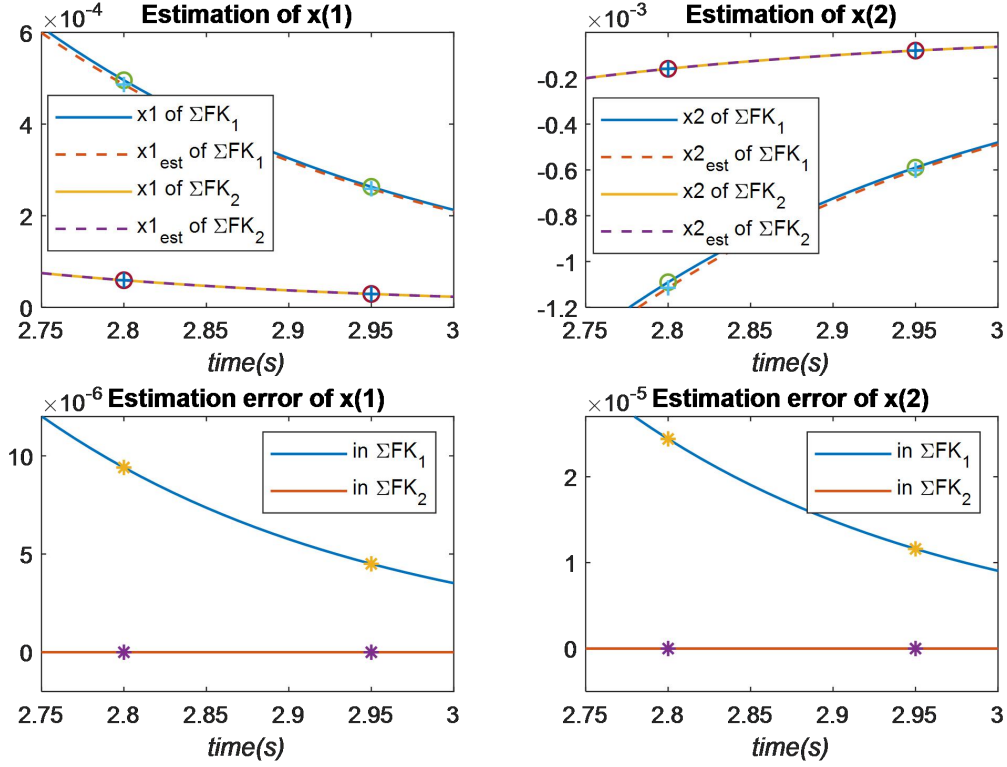 ×10⁻⁴
Estimation of x(1)
6
4
2
0
x1 of ΣFK₁
x1ₑₛₜ of ΣFK₁
x1 of ΣFK₂
x1ₑₛₜ of ΣFK₂
2.75 2.8 2.85 2.9 2.95 3
time(s)
×10⁻³
Estimation of x(2)
-0.2
-0.4
-0.6
-0.8
-1
-1.2
x2 of ΣFK₁
x2ₑₛₜ of ΣFK₁
x2 of ΣFK₂
x2ₑₛₜ of ΣFK₂
2.75 2.8 2.85 2.9 2.95 3
time(s)
×10⁻⁶
Estimation error of x(1)
10
5
0
in ΣFK₁
in ΣFK₂
2.75 2.8 2.85 2.9 2.95 3
time(s)
×10⁻⁵
Estimation error of x(2)
2
1
0
in ΣFK₁
in ΣFK₂
2.75 2.8 2.85 2.9 2.95 3
time(s)